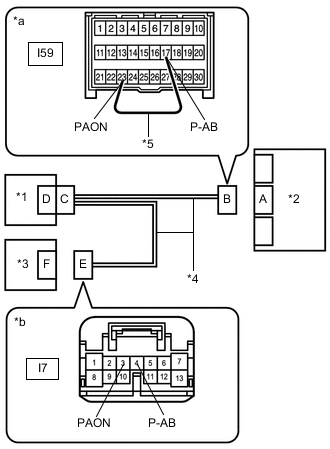 *a
I59
1 2 3 4 5 6 7 8 9 10
11 12 13 14 15 16 17 18 19 20
21 22 23 24 25 26 27 28 29 30
PAON P-AB
*5
*1 D C B A *2
*3 F E
*4
*b
I7
1 2 3 4 5 6 7
8 9 10 11 12 13
PAON P-AB